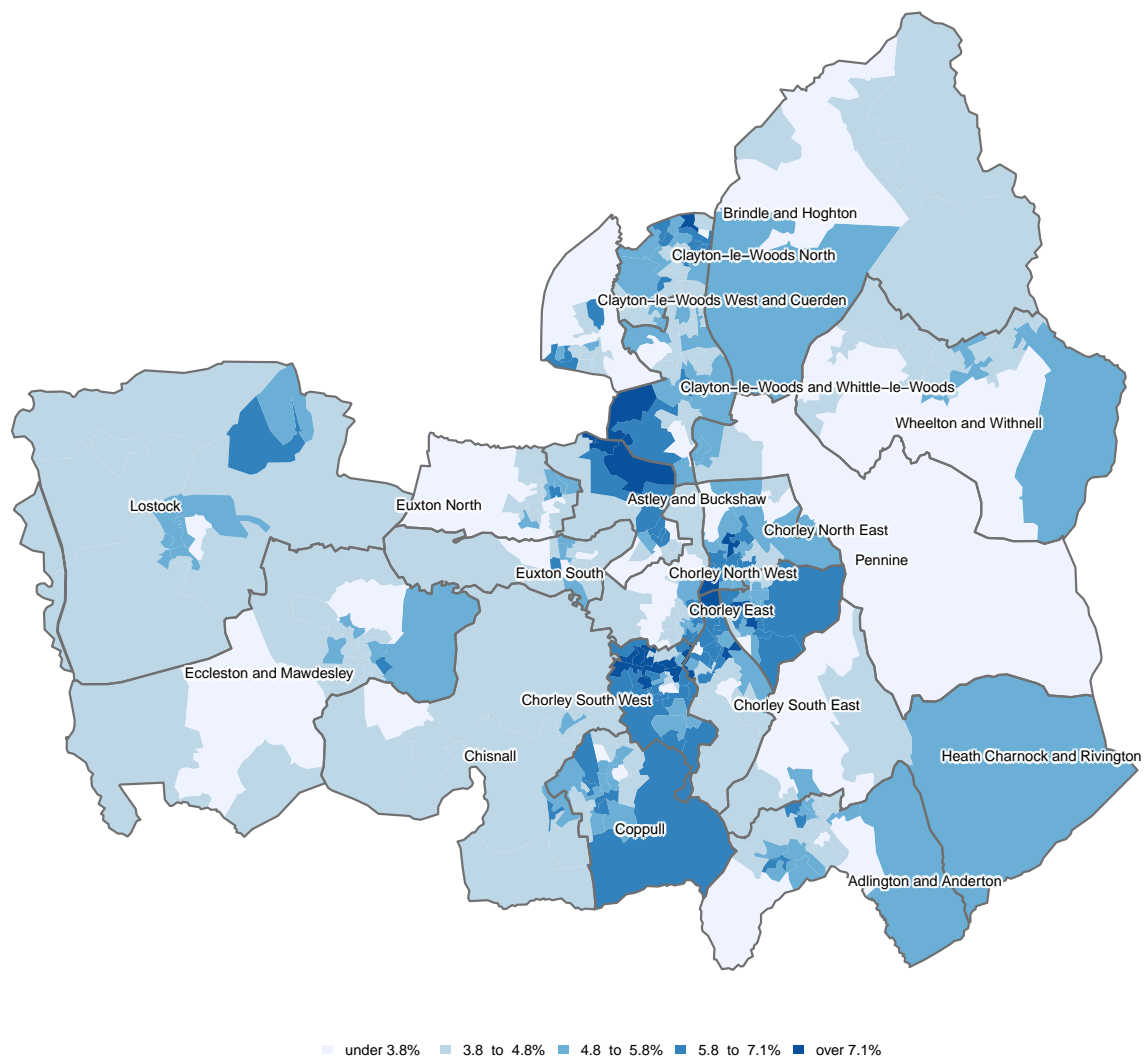 Brindle and Hoghton
Clayton−le−Woods North
Clayton−le−Woods West and Cuerden
Clayton−le−Woods and Whittle−le−Woods
Wheelton and Withnell
Lostock
Euxton North
Astley and Buckshaw
Chorley North East
Pennine
Euxton South
Chorley North West
Chorley East
Eccleston and Mawdesley
Chorley South West
Chorley South East
Chisnall
Heath Charnock and Rivington
Coppull
Adlington and Anderton
under 3.8% 3.8 to 4.8% 4.8 to 5.8% 5.8 to 7.1% over 7.1%